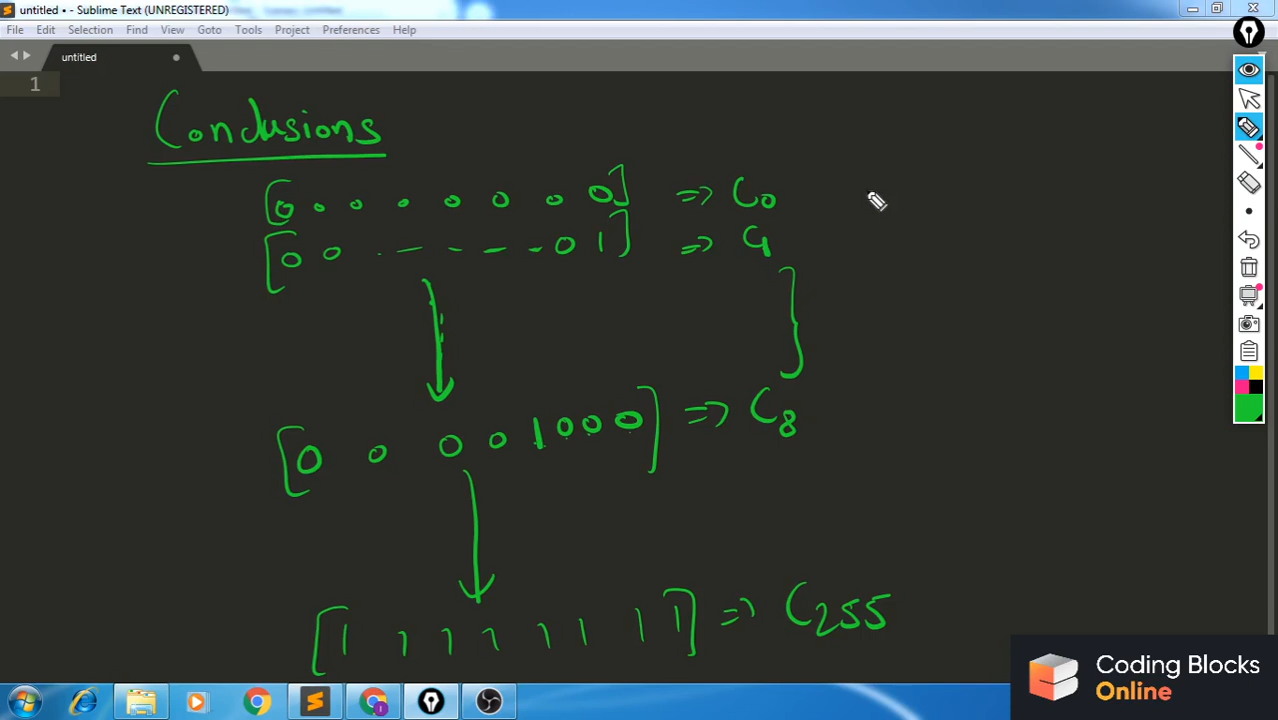 untitled • - Sublime Text (UNREGISTERED)
File Edit Selection Find View Goto Tools Project Preferences Help
untitled
1
Conclusions
[0 0 0 0 0 0 0 0] => C0
[0 0 . - - - - 0 1] => C1
[0 0 0 0 1 0 0 0] => C8
[1 1 1 1 1 1 1 1] => C255
Coding Blocks
Online